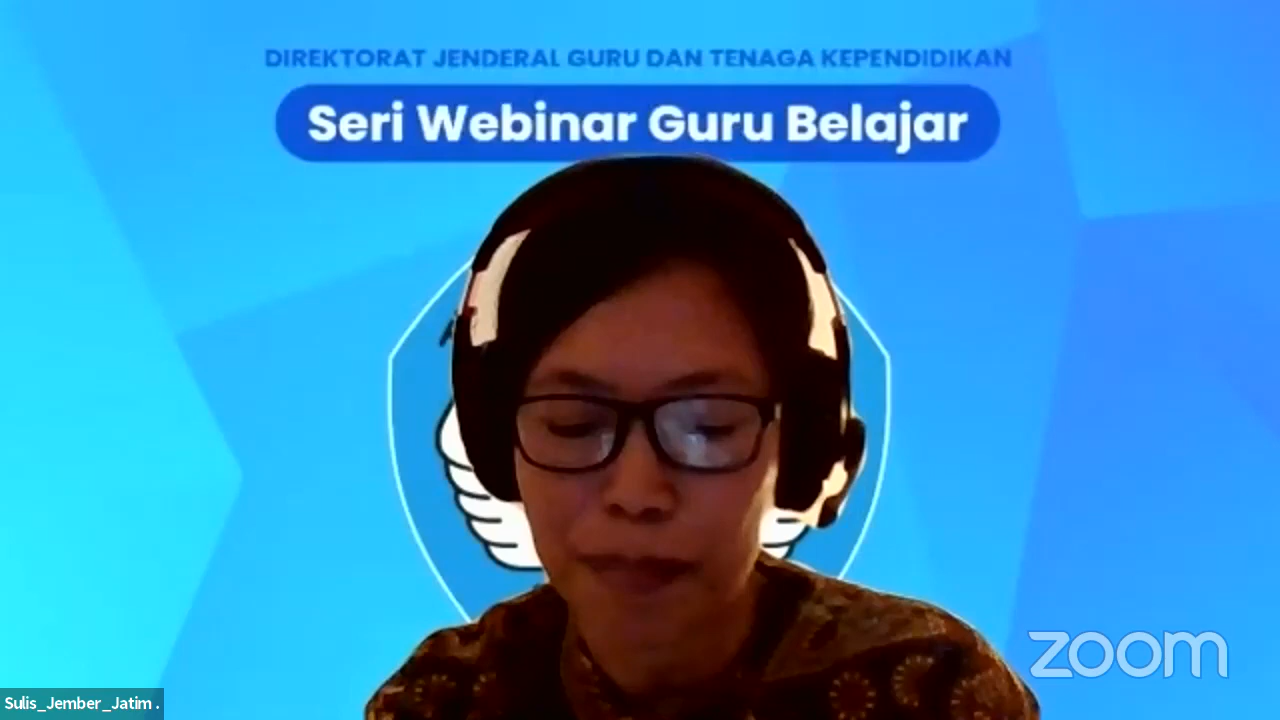 DIREKTORAT JENDERAL GURU DAN TENAGA KEPENDIDIKAN
Seri Webinar Guru Belajar
zoom
Sulis_Jember_Jatim .